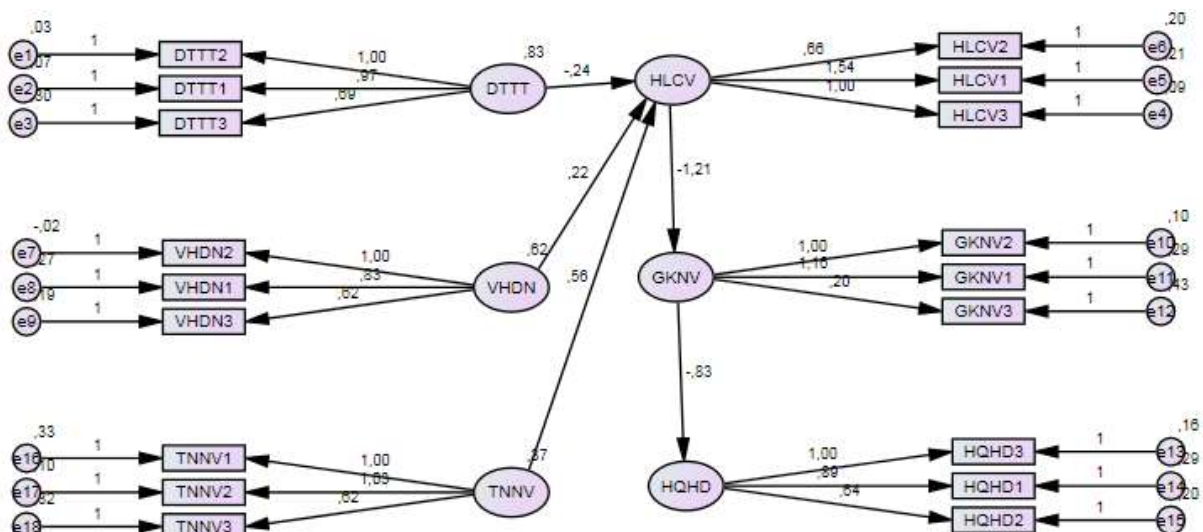 ,03
e1 1 DTTT2 1,00
,07
e2 1 DTTT1 ,97
,30
e3 1 DTTT3 ,69
,83
DTTT
-,24
HLCV
,66 HLCV2 1 e6 ,20
1,54 HLCV1 1 e5 ,21
1,00 HLCV3 1 e4 ,09
,22
-1,21
-,02
e7 1 VHDN2 1,00
,27
e8 1 VHDN1 ,83
,19
e9 1 VHDN3 ,62
,62
VHDN
,56
GKNV
1,00 GKNV2 1 e10 ,10
1,16 GKNV1 1 e11 ,29
,20 GKNV3 1 e12 ,43
-,83
,33
e16 1 TNNV1 1,00
,10
e17 1 TNNV2 1,03
e18 1 TNNV3 ,62
TNNV
HQHD
1,00 HQHD3 1 e13 ,16
,89 HQHD1 1 e14 ,29
,64 HQHD2 1 e15 ,20